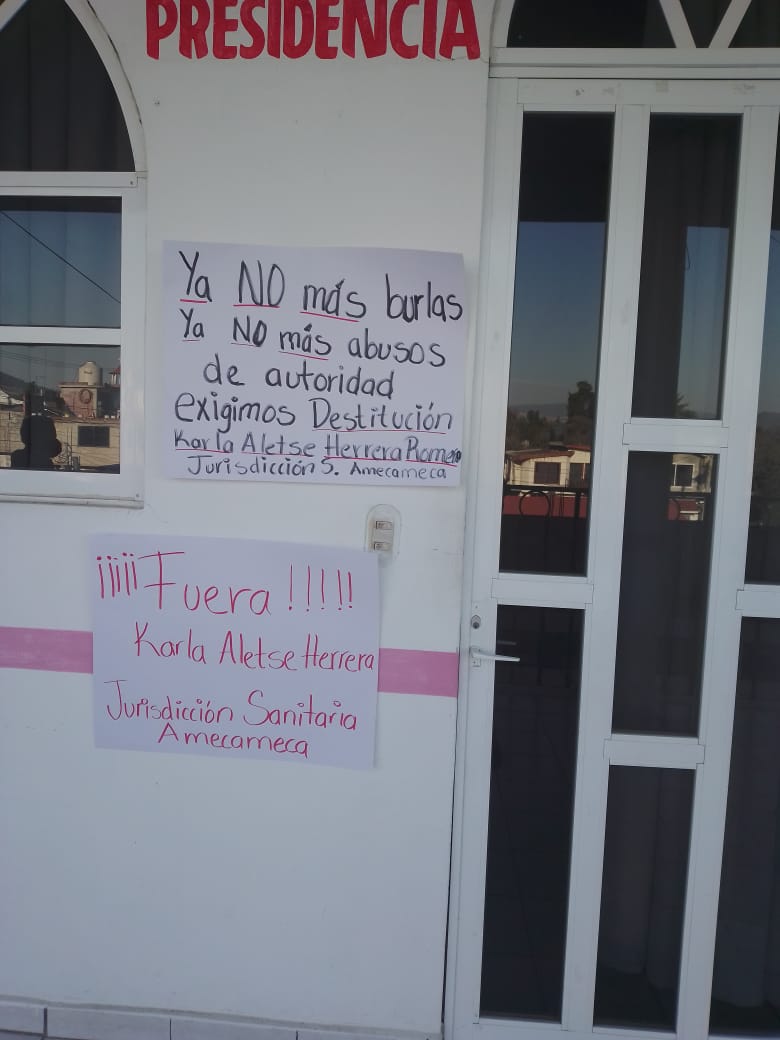 PRESIDENCIA
Ya NO más burlas
Ya NO más abusos
de autoridad
exigimos Destitución
Karla Aletse Herrera Romero
Jurisdicción S. Amecameca
¡¡¡¡¡Fuera!!!!!
Karla Aletse Herrera
Jurisdicción Sanitaria
Amecameca